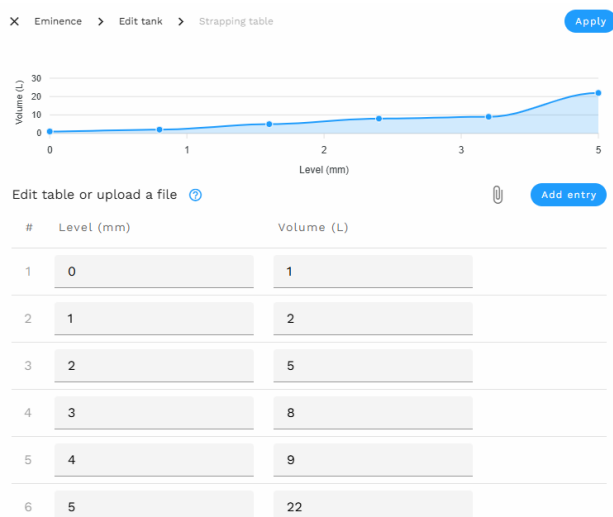 Eminence > Edit tank > Strapping table Apply
Volume (L)
30
20
10
0
0 1 2 3 5
Level (mm)
Edit table or upload a file Add entry
# Level (mm) Volume (L)
1 0 1
2 1 2
3 2 5
4 3 8
5 4 9
6 5 22